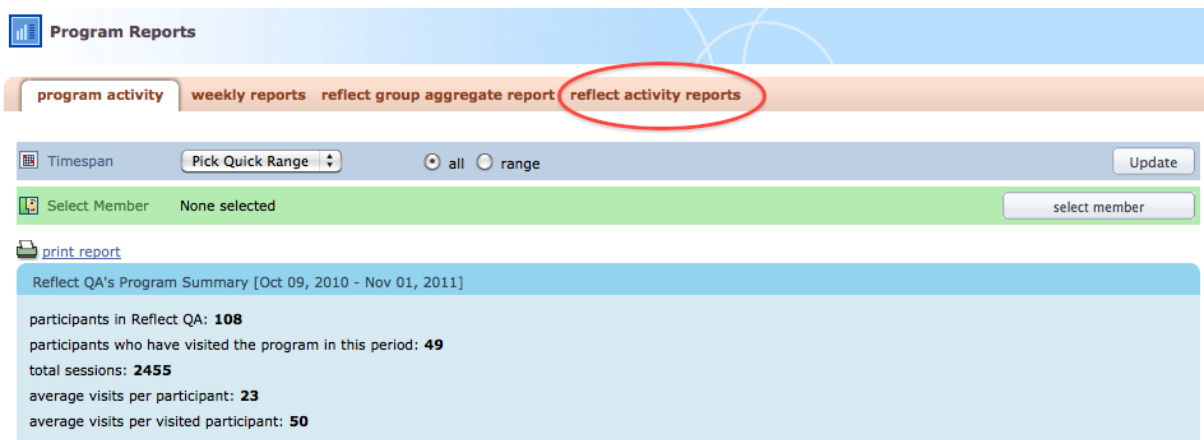 Program Reports
program activity weekly reports reflect group aggregate report reflect activity reports
Timespan Pick Quick Range all range Update
Select Member None selected select member
print report
Reflect QA's Program Summary [Oct 09, 2010 - Nov 01, 2011]
participants in Reflect QA: 108
participants who have visited the program in this period: 49
total sessions: 2455
average visits per participant: 23
average visits per visited participant: 50